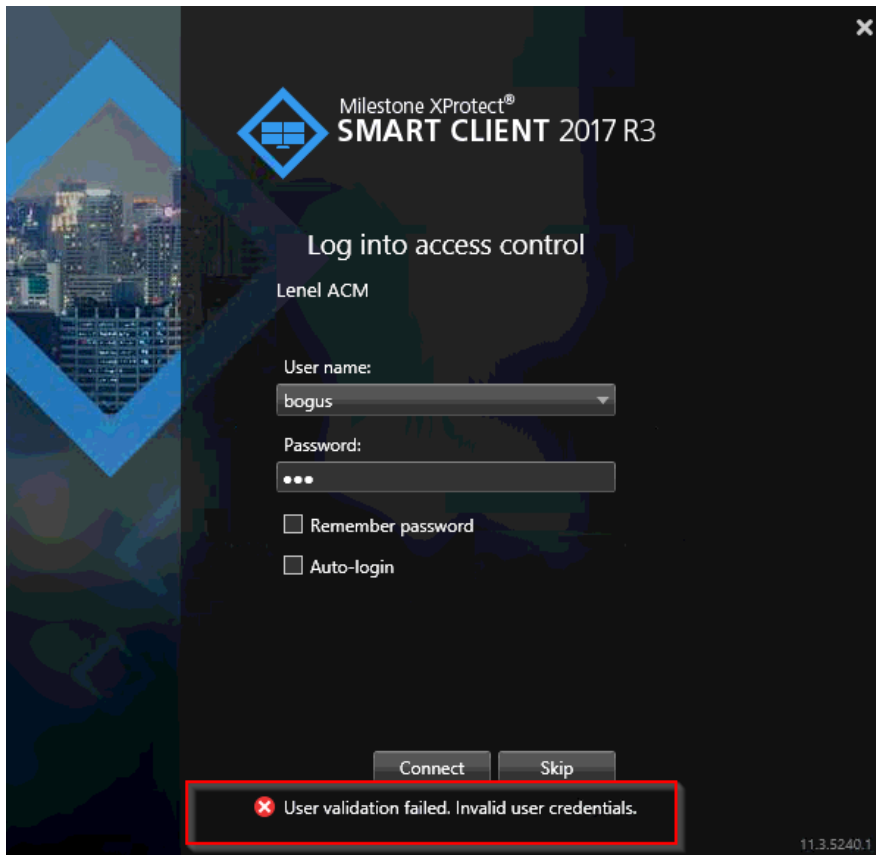 Milestone XProtect®
SMART CLIENT 2017 R3
Log into access control
Lenel ACM
User name:
bogus
Password:
●●●
Remember password
Auto-login
Connect Skip
User validation failed. Invalid user credentials.
11.3.5240.1